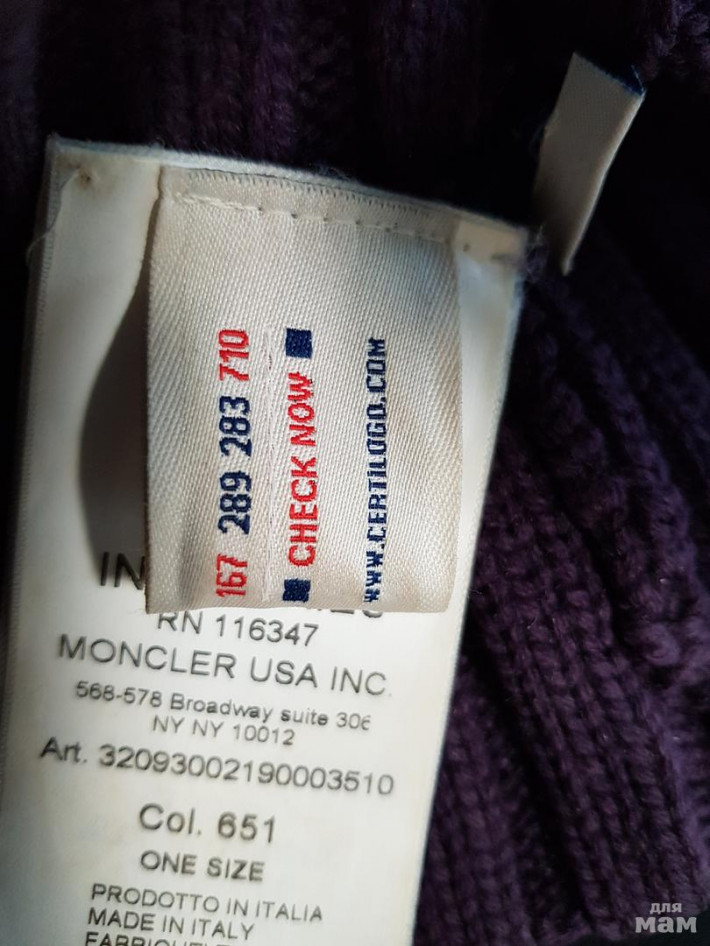 167 289 283 710
CHECK NOW
WWW.CERTILOGO.COM
RN 116347
MONCLER USA INC.
568-578 Broadway suite 306
NY NY 10012
Art. 32093002190003510
Col. 651
ONE SIZE
PRODOTTO IN ITALIA
MADE IN ITALY
для
мам